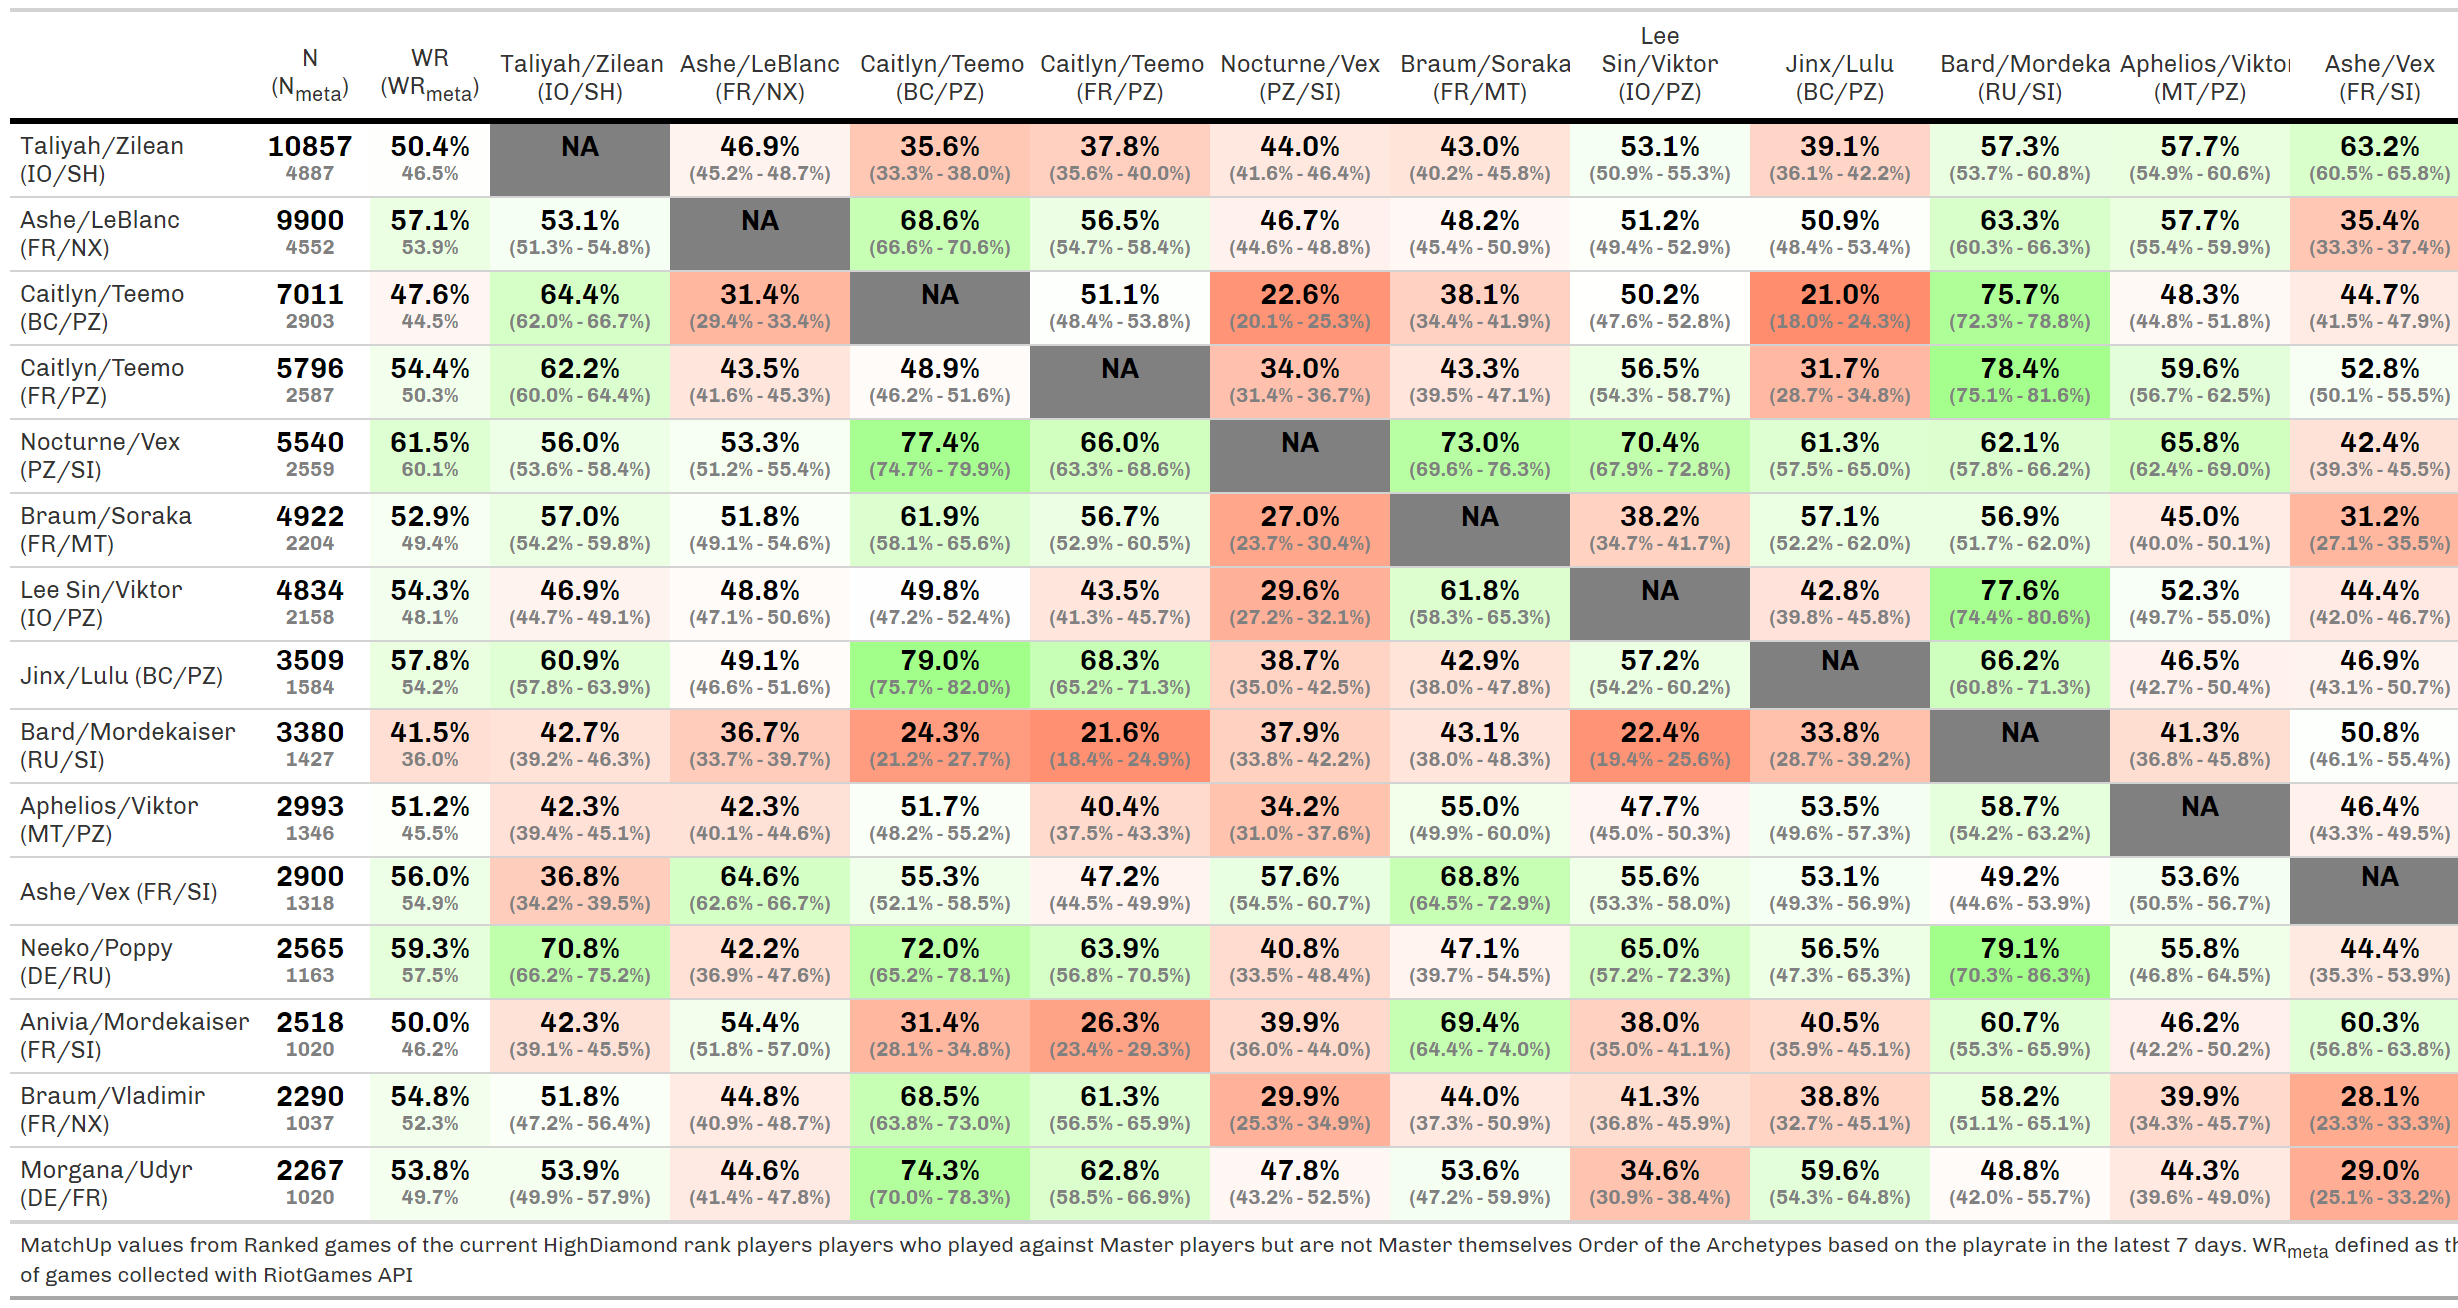 N (Nmeta) WR (WRmeta) Taliyah/Zilean (IO/SH) Ashe/LeBlanc (FR/NX) Caitlyn/Teemo (BC/PZ) Caitlyn/Teemo (FR/PZ) Nocturne/Vex (PZ/SI) Braum/Soraka (FR/MT) Lee Sin/Viktor (IO/PZ) Jinx/Lulu (BC/PZ) Bard/Mordeka (RU/SI) Aphelios/Viktor (MT/PZ) Ashe/Vex (FR/SI)
Taliyah/Zilean 10857 50.4% NA 46.9% 35.6% 37.8% 44.0% 43.0% 53.1% 39.1% 57.3% 57.7% 63.2%
(IO/SH) 4887 46.5% (45.2% - 48.7%) (33.3% - 38.0%) (35.6% - 40.0%) (41.6% - 46.4%) (40.2% - 45.8%) (50.9% - 55.3%) (36.1% - 42.2%) (53.7% - 60.8%) (54.9% - 60.6%) (60.5% - 65.8%)
Ashe/LeBlanc 9900 57.1% 53.1% NA 68.6% 56.5% 46.7% 48.2% 51.2% 50.9% 63.3% 57.7% 35.4%
(FR/NX) 4552 53.9% (51.3% - 54.8%) (66.6% - 70.6%) (54.7% - 58.4%) (44.6% - 48.8%) (45.4% - 50.9%) (49.4% - 52.9%) (48.4% - 53.4%) (60.3% - 66.3%) (55.4% - 59.9%) (33.3% - 37.4%)
Caitlyn/Teemo 7011 47.6% 64.4% 31.4% NA 51.1% 22.6% 38.1% 50.2% 21.0% 75.7% 48.3% 44.7%
(BC/PZ) 2903 44.5% (62.0% - 66.7%) (29.4% - 33.4%) (48.4% - 53.8%) (20.1% - 25.3%) (34.4% - 41.9%) (47.6% - 52.8%) (18.0% - 24.3%) (72.3% - 78.8%) (44.8% - 51.8%) (41.5% - 47.9%)
Caitlyn/Teemo 5796 54.4% 62.2% 43.5% 48.9% NA 34.0% 43.3% 56.5% 31.7% 78.4% 59.6% 52.8%
(FR/PZ) 2587 50.3% (60.0% - 64.4%) (41.6% - 45.3%) (46.2% - 51.6%) (31.4% - 36.7%) (39.5% - 47.1%) (54.3% - 58.7%) (28.7% - 34.8%) (75.1% - 81.6%) (56.7% - 62.5%) (50.1% - 55.5%)
Nocturne/Vex 5540 61.5% 56.0% 53.3% 77.4% 66.0% NA 73.0% 70.4% 61.3% 62.1% 65.8% 42.4%
(PZ/SI) 2559 60.1% (53.6% - 58.4%) (51.2% - 55.4%) (74.7% - 79.9%) (63.3% - 68.6%) (69.6% - 76.3%) (67.9% - 72.8%) (57.5% - 65.0%) (57.8% - 66.2%) (62.4% - 69.0%) (39.3% - 45.5%)
Braum/Soraka 4922 52.9% 57.0% 51.8% 61.9% 56.7% 27.0% NA 38.2% 57.1% 56.9% 45.0% 31.2%
(FR/MT) 2204 49.4% (54.2% - 59.8%) (49.1% - 54.6%) (58.1% - 65.6%) (52.9% - 60.5%) (23.7% - 30.4%) (34.7% - 41.7%) (52.2% - 62.0%) (51.7% - 62.0%) (40.0% - 50.1%) (27.1% - 35.5%)
Lee Sin/Viktor 4834 54.3% 46.9% 48.8% 49.8% 43.5% 29.6% 61.8% NA 42.8% 77.6% 52.3% 44.4%
(IO/PZ) 2158 48.1% (44.7% - 49.1%) (47.1% - 50.6%) (47.2% - 52.4%) (41.3% - 45.7%) (27.2% - 32.1%) (58.3% - 65.3%) (39.8% - 45.8%) (74.4% - 80.6%) (49.7% - 55.0%) (42.0% - 46.7%)
Jinx/Lulu (BC/PZ) 3509 57.8% 60.9% 49.1% 79.0% 68.3% 38.7% 42.9% 57.2% NA 66.2% 46.5% 46.9%
1584 54.2% (57.8% - 63.9%) (46.6% - 51.6%) (75.7% - 82.0%) (65.2% - 71.3%) (35.0% - 42.5%) (38.0% - 47.8%) (54.2% - 60.2%) (60.8% - 71.3%) (42.7% - 50.4%) (43.1% - 50.7%)
Bard/Mordekaiser 3380 41.5% 42.7% 36.7% 24.3% 21.6% 37.9% 43.1% 22.4% 33.8% NA 41.3% 50.8%
(RU/SI) 1427 36.0% (39.2% - 46.3%) (33.7% - 39.7%) (21.2% - 27.7%) (18.4% - 24.9%) (33.8% - 42.2%) (38.0% - 48.3%) (19.4% - 25.6%) (28.7% - 39.2%) (36.8% - 45.8%) (46.1% - 55.4%)
Aphelios/Viktor 2993 51.2% 42.3% 42.3% 51.7% 40.4% 34.2% 55.0% 47.7% 53.5% 58.7% NA 46.4%
(MT/PZ) 1346 45.5% (39.4% - 45.1%) (40.1% - 44.6%) (48.2% - 55.2%) (37.5% - 43.3%) (31.0% - 37.6%) (49.9% - 60.0%) (45.0% - 50.3%) (49.6% - 57.3%) (54.2% - 63.2%) (43.3% - 49.5%)
Ashe/Vex (FR/SI) 2900 56.0% 36.8% 64.6% 55.3% 47.2% 57.6% 68.8% 55.6% 53.1% 49.2% 53.6% NA
1318 54.9% (34.2% - 39.5%) (62.6% - 66.7%) (52.1% - 58.5%) (44.5% - 49.9%) (54.5% - 60.7%) (64.5% - 72.9%) (53.3% - 58.0%) (49.3% - 56.9%) (44.6% - 53.9%) (50.5% - 56.7%)
Neeko/Poppy 2565 59.3% 70.8% 42.2% 72.0% 63.9% 40.8% 47.1% 65.0% 56.5% 79.1% 55.8% 44.4%
(DE/RU) 1163 57.5% (66.2% - 75.2%) (36.9% - 47.6%) (65.2% - 78.1%) (56.8% - 70.5%) (33.5% - 48.4%) (39.7% - 54.5%) (57.2% - 72.3%) (47.3% - 65.3%) (70.3% - 86.3%) (46.8% - 64.5%) (35.3% - 53.9%)
Anivia/Mordekaiser 2518 50.0% 42.3% 54.4% 31.4% 26.3% 39.9% 69.4% 38.0% 40.5% 60.7% 46.2% 60.3%
(FR/SI) 1020 46.2% (39.1% - 45.5%) (51.8% - 57.0%) (28.1% - 34.8%) (23.4% - 29.3%) (36.0% - 44.0%) (64.4% - 74.0%) (35.0% - 41.1%) (35.9% - 45.1%) (55.3% - 65.9%) (42.2% - 50.2%) (56.8% - 63.8%)
Braum/Vladimir 2290 54.8% 51.8% 44.8% 68.5% 61.3% 29.9% 44.0% 41.3% 38.8% 58.2% 39.9% 28.1%
(FR/NX) 1037 52.3% (47.2% - 56.4%) (40.9% - 48.7%) (63.8% - 73.0%) (56.5% - 65.9%) (25.3% - 34.9%) (37.3% - 50.9%) (36.8% - 45.9%) (32.7% - 45.1%) (51.1% - 65.1%) (34.3% - 45.7%) (23.3% - 33.3%)
Morgana/Udyr 2267 53.8% 53.9% 44.6% 74.3% 62.8% 47.8% 53.6% 34.6% 59.6% 48.8% 44.3% 29.0%
(DE/FR) 1020 49.7% (49.9% - 57.9%) (41.4% - 47.8%) (70.0% - 78.3%) (58.5% - 66.9%) (43.2% - 52.5%) (47.2% - 59.9%) (30.9% - 38.4%) (54.3% - 64.8%) (42.0% - 55.7%) (39.6% - 49.0%) (25.1% - 33.2%)
MatchUp values from Ranked games of the current HighDiamond rank players players who played against Master players but are not Master themselves Order of the Archetypes based on the playrate in the latest 7 days. WRmeta defined as th
of games collected with RiotGames API